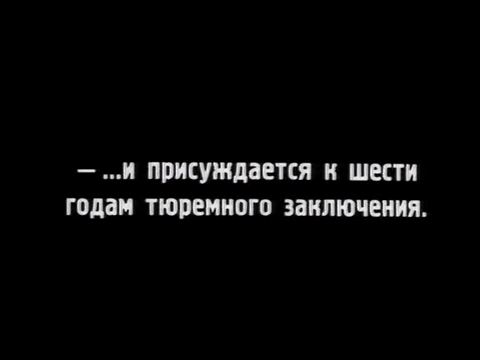 — ...и присуждается к шести
годам тюремного заключения.